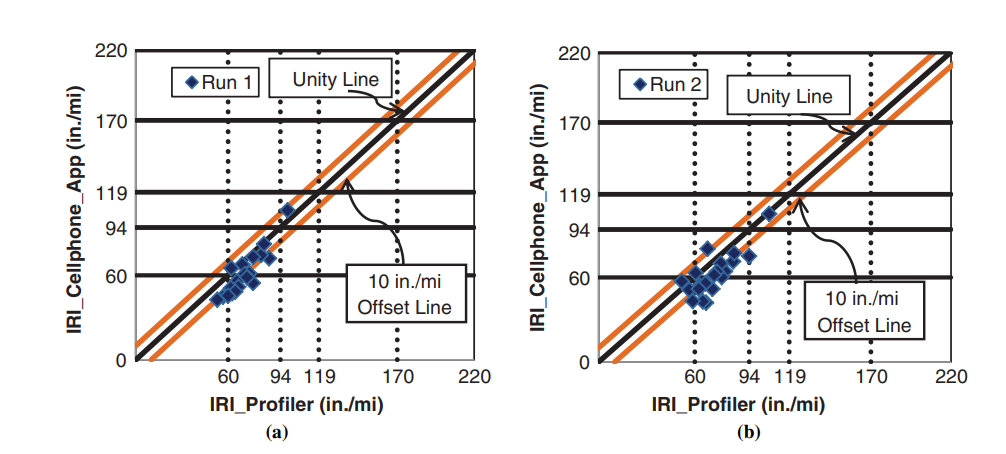 220
170
119
94
60
0
IRI_Cellphone_App (in./mi)
Run 1
Unity Line
10 in./mi
Offset Line
60 94 119 170 220
IRI_Profiler (in./mi)
(a)
220
170
119
94
60
0
IRI_Cellphone_App (in./mi)
Run 2
Unity Line
10 in./mi
Offset Line
60 94 119 170 220
IRI_Profiler (in./mi)
(b)